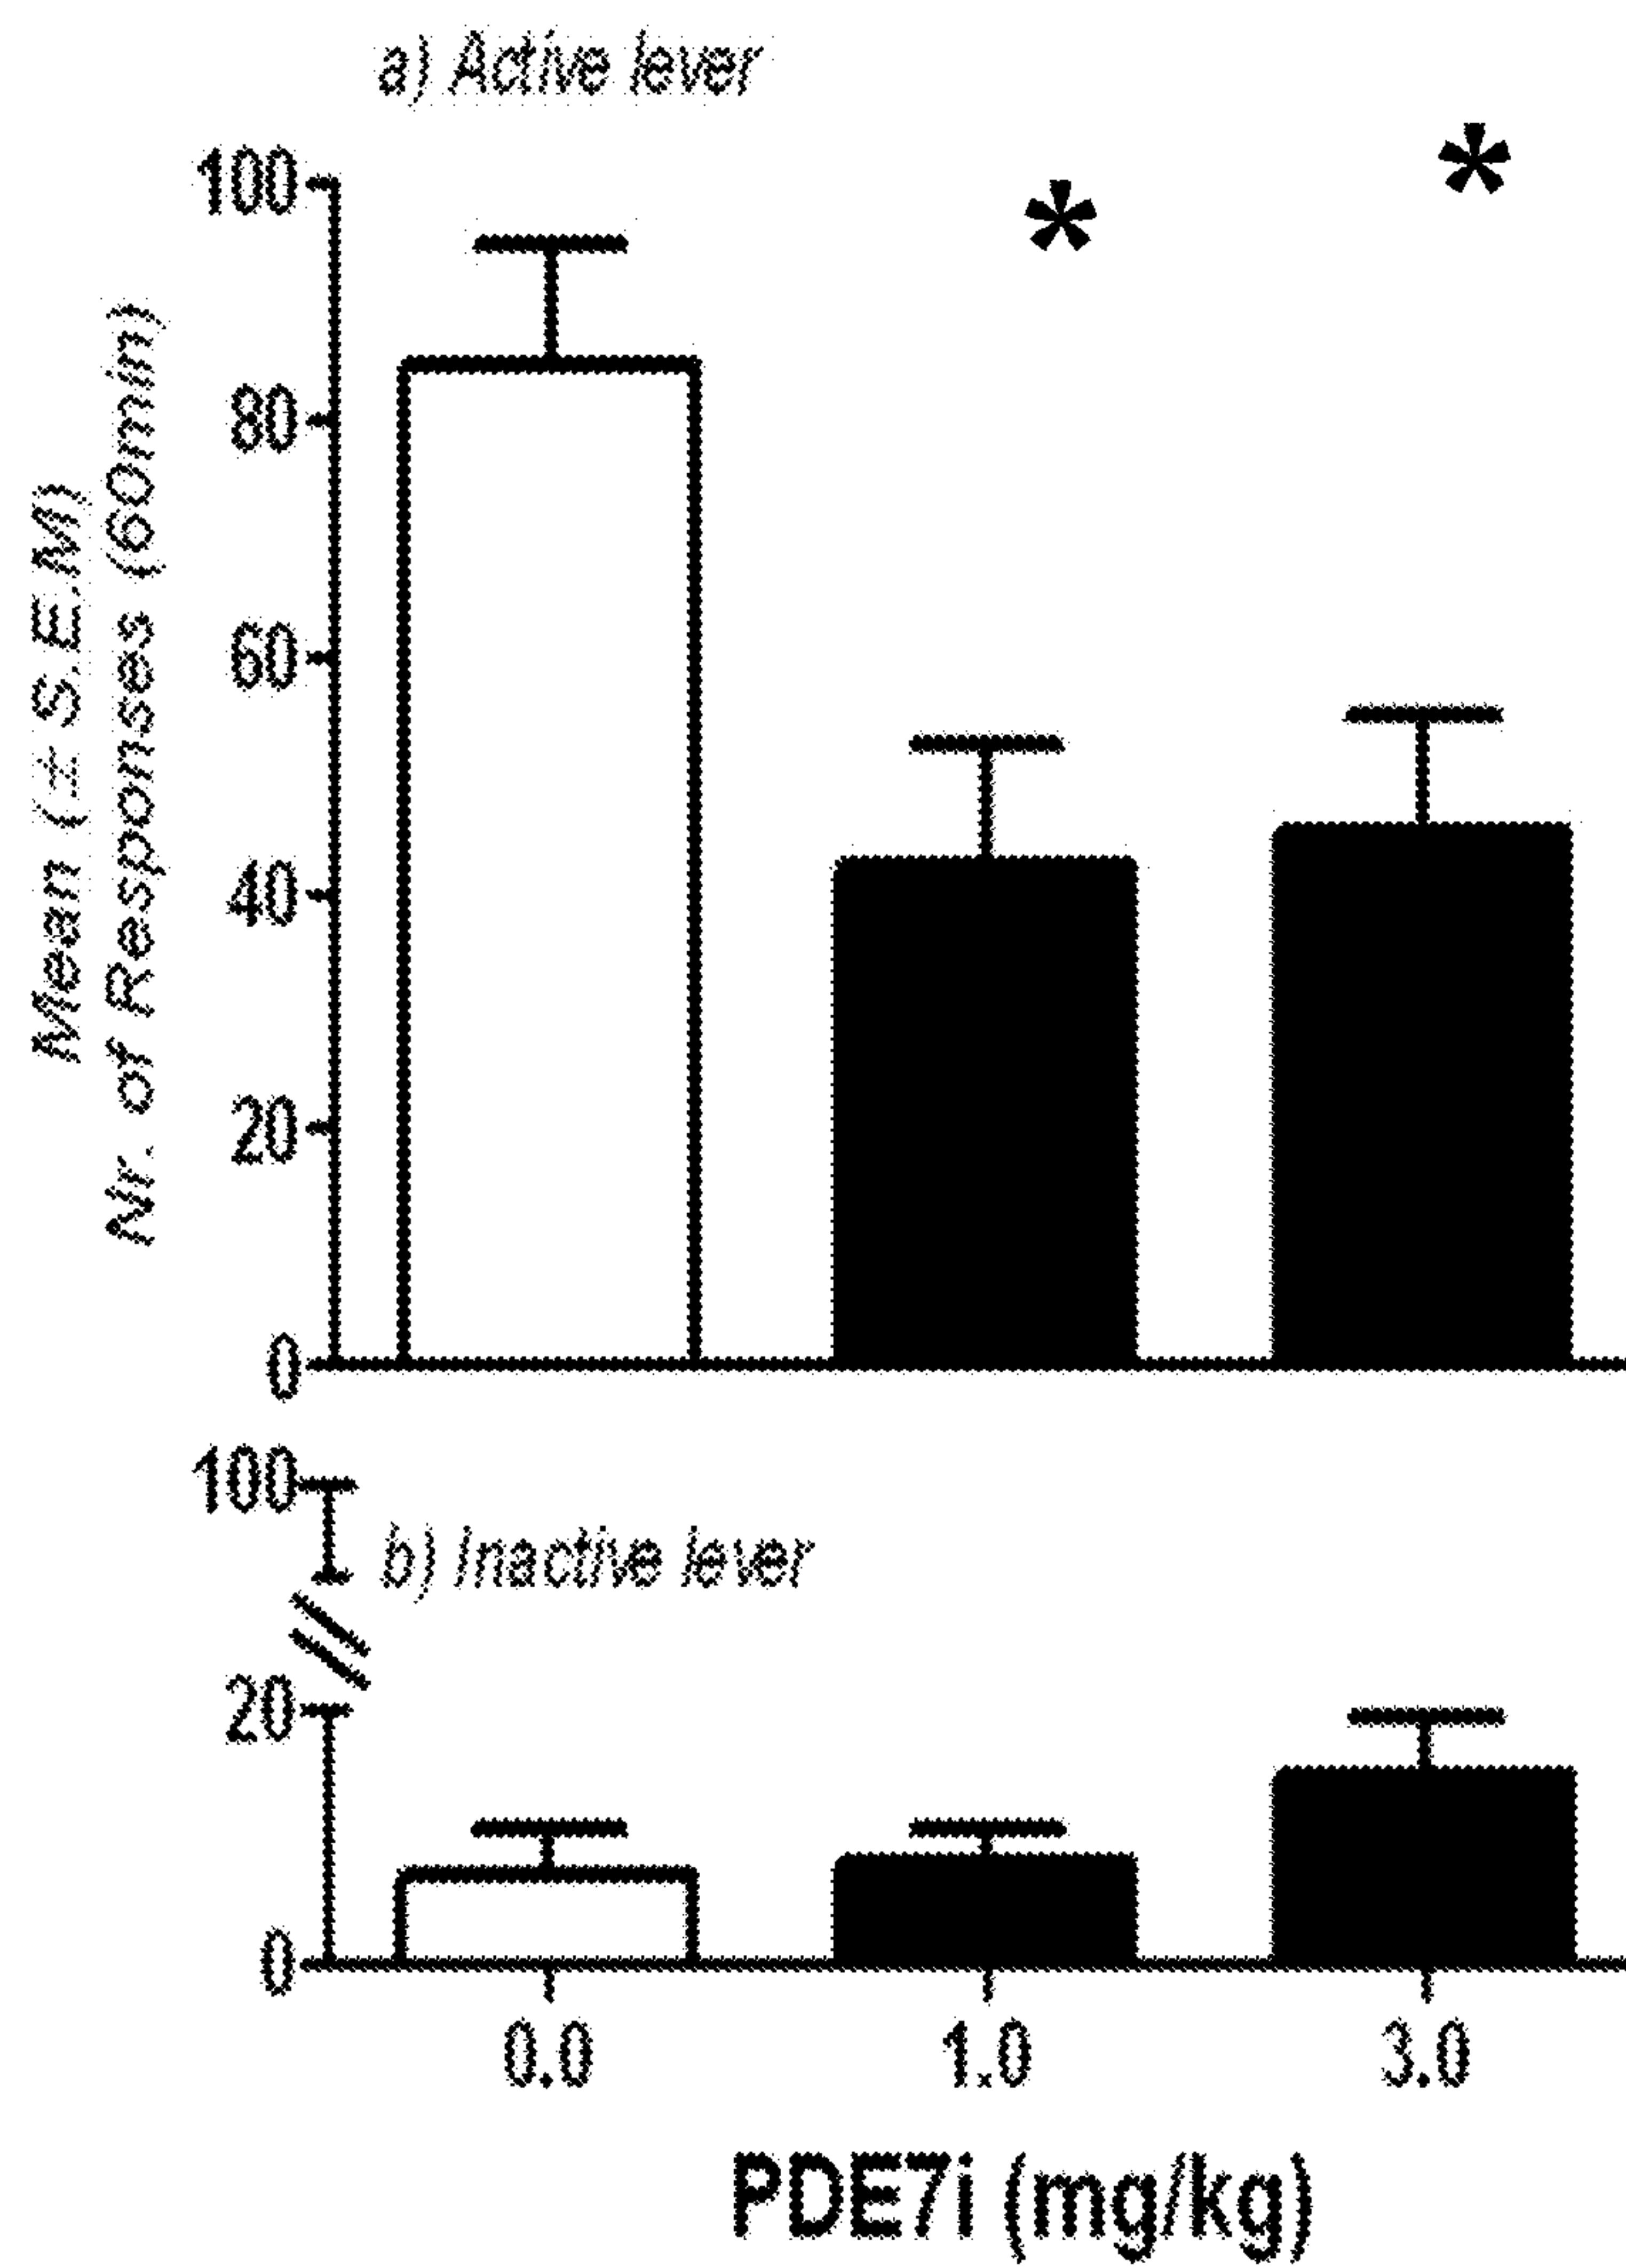 a) Active lever
*
*
100
80
60
40
20
0
Mean (± S.E.M)
Nr. of Responses (60min)
100
b) Inactive lever
20
0
0.0 1.0 3.0
PDE7i (mg/kg)